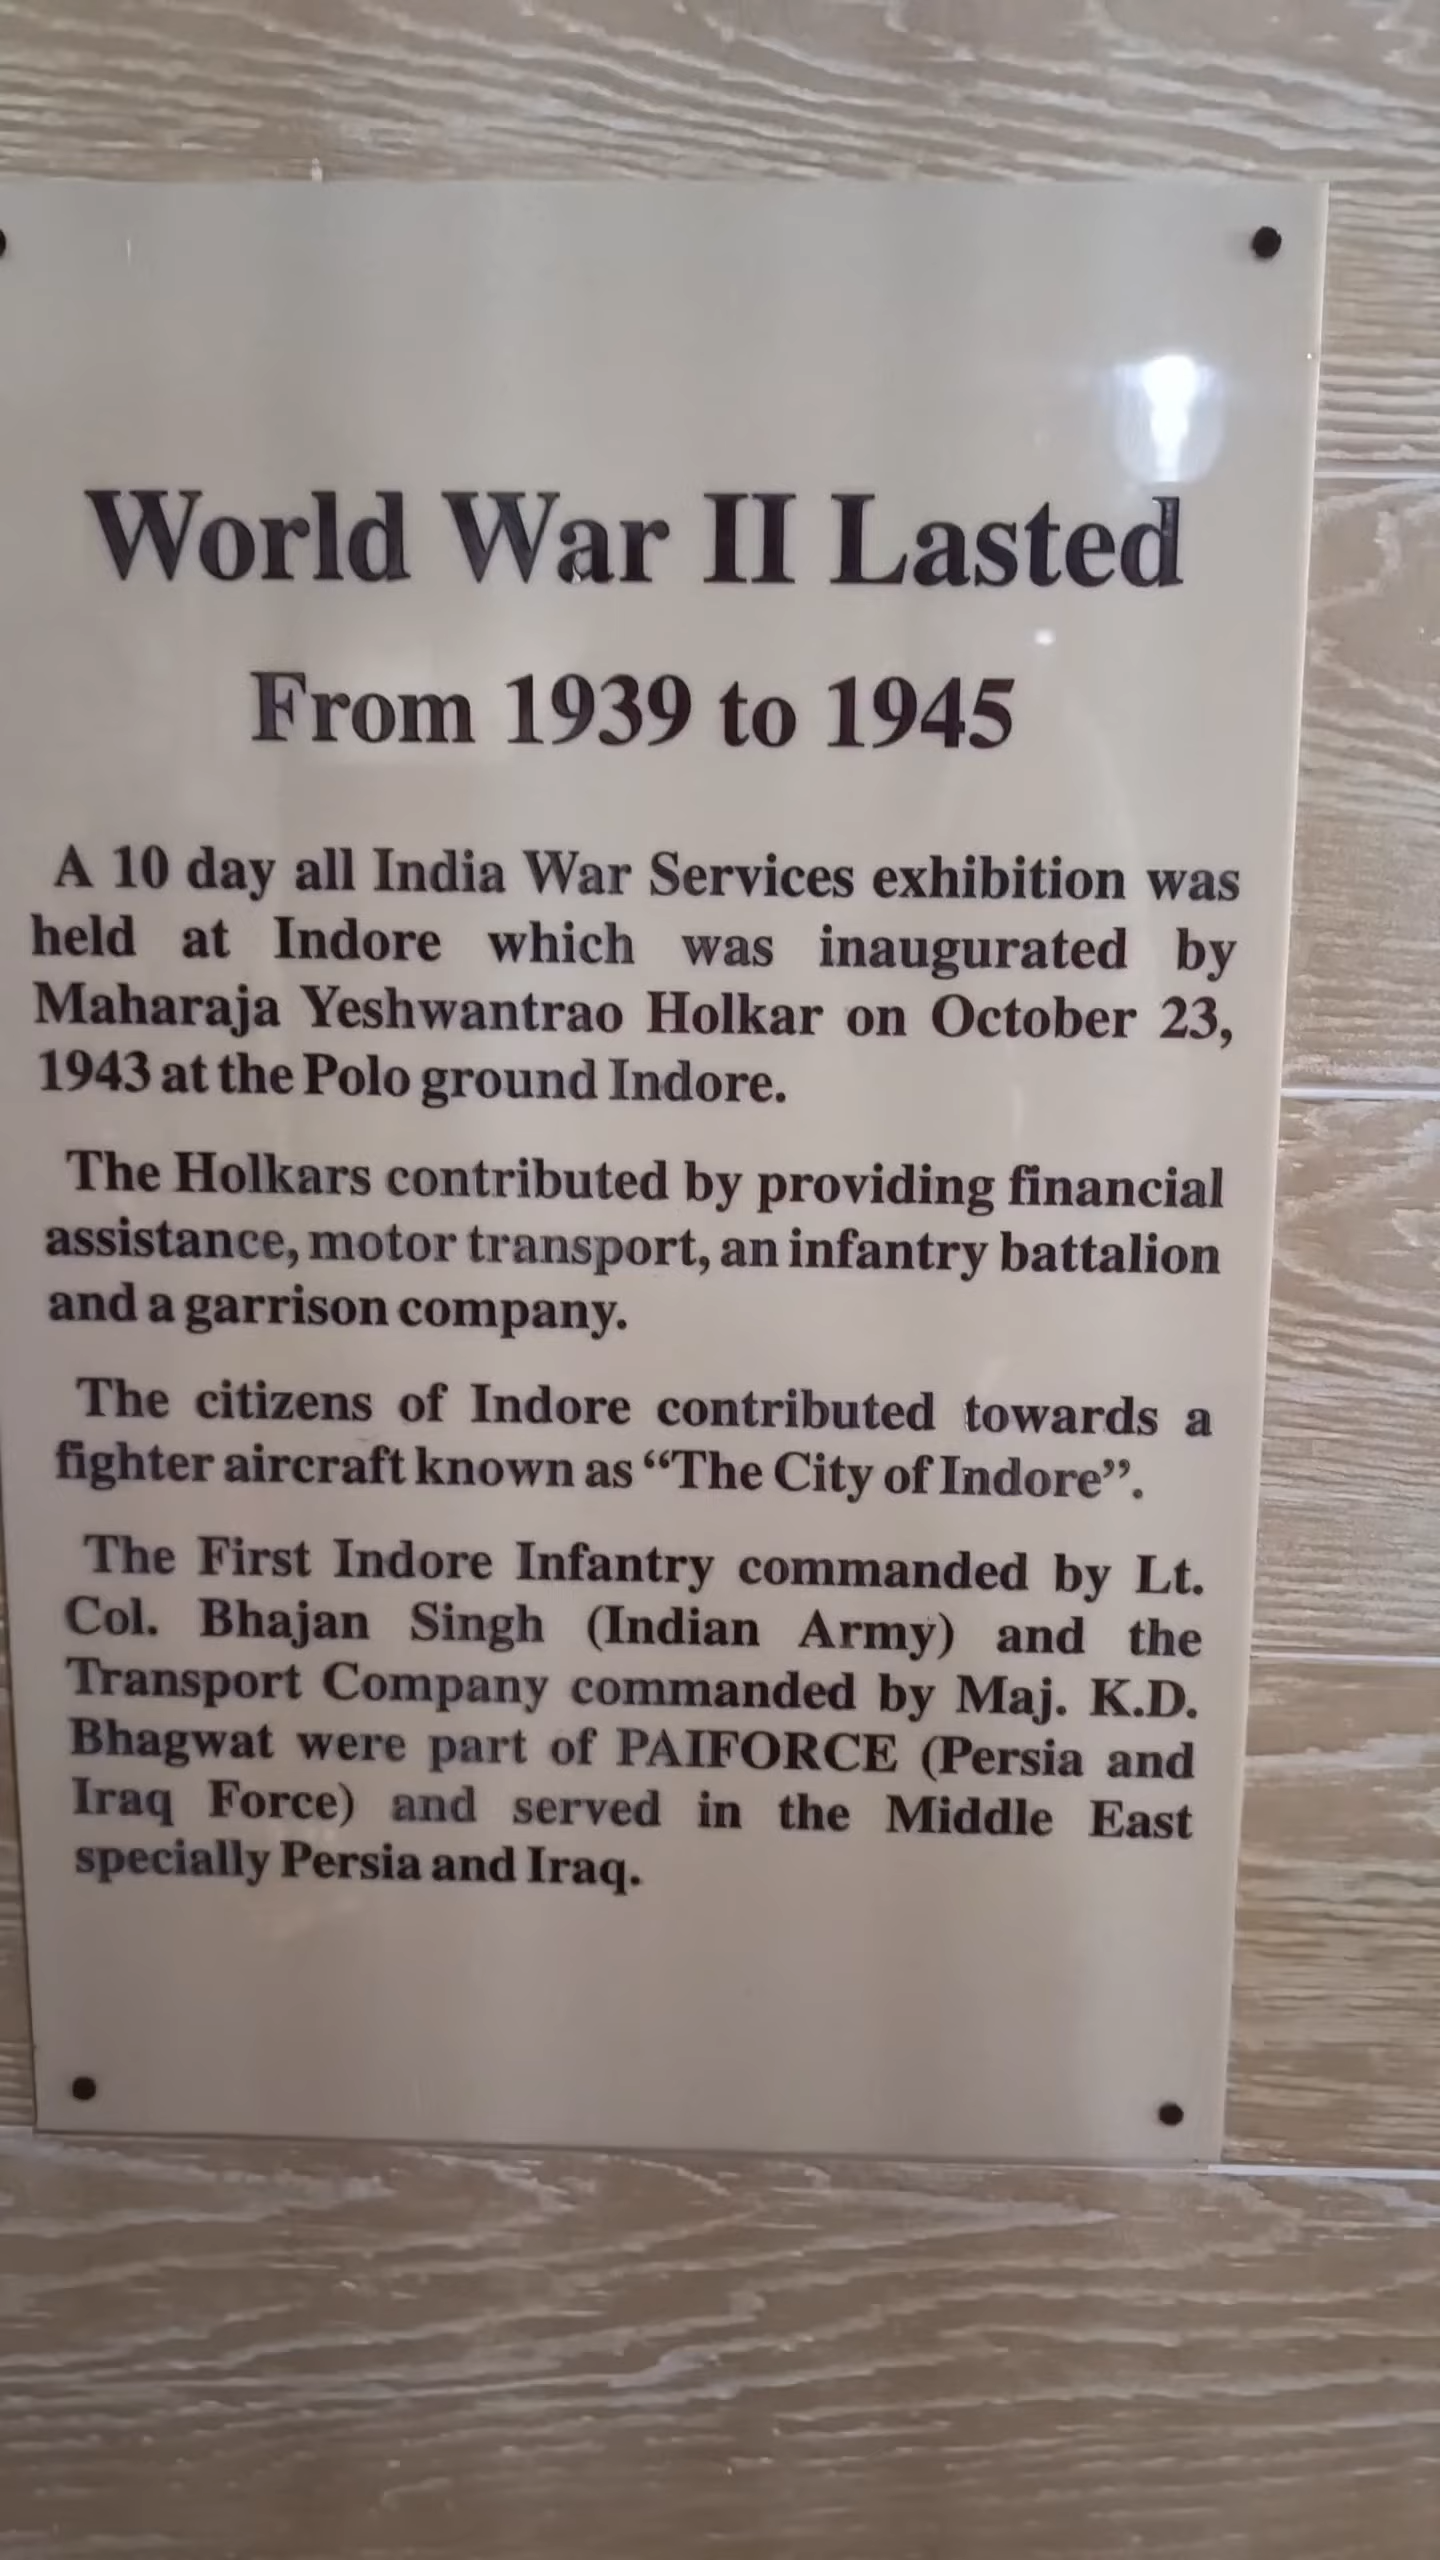 World War II Lasted
From 1939 to 1945
A 10 day all India War Services exhibition was
held at Indore which was inaugurated by
Maharaja Yeshwantrao Holkar on October 23,
1943 at the Polo ground Indore.
The Holkars contributed by providing financial
assistance, motor transport, an infantry battalion
and a garrison company.
The citizens of Indore contributed towards a
fighter aircraft known as “The City of Indore”.
The First Indore Infantry commanded by Lt.
Col. Bhajan Singh (Indian Army) and the
Transport Company commanded by Maj. K.D.
Bhagwat were part of PAIFORCE (Persia and
Iraq Force) and served in the Middle East
specially Persia and Iraq.